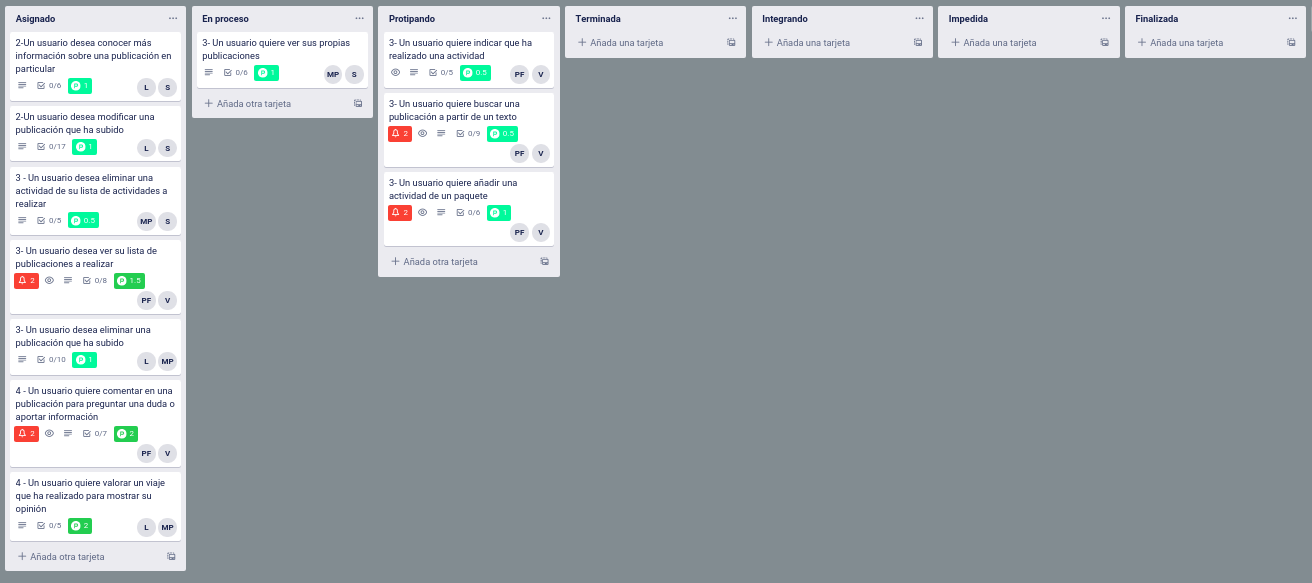 Asignado
2-Un usuario desea conocer más
información sobre una publicación en
particular
0/6 1
L S
2-Un usuario desea modificar una
publicación que ha subido
0/17 1
L S
3 - Un usuario desea eliminar una
actividad de su lista de actividades a
realizar
0/5 0.5
MP S
3- Un usuario desea ver su lista de
publicaciones a realizar
2 0/8 1.5
PF V
3- Un usuario desea eliminar una
publicación que ha subido
0/10 1
L MP
4 - Un usuario quiere comentar en una
publicación para preguntar una duda o
aportar información
2 0/7 2
PF V
4 - Un usuario quiere valorar un viaje
que ha realizado para mostrar su
opinión
0/5 2
L MP
Añada otra tarjeta
En proceso
3- Un usuario quiere ver sus propias
publicaciones
0/6 1
MP S
Añada otra tarjeta
Protipando
3- Un usuario quiere indicar que ha
realizado una actividad
0/5 0.5
PF V
3- Un usuario quiere buscar una
publicación a partir de un texto
2 0/9 0.5
PF V
3- Un usuario quiere añadir una
actividad de un paquete
2 0/6 1
PF V
Añada otra tarjeta
Terminada
Añada una tarjeta
Integrando
Añada una tarjeta
Impedida
Añada una tarjeta
Finalizada
Añada una tarjeta